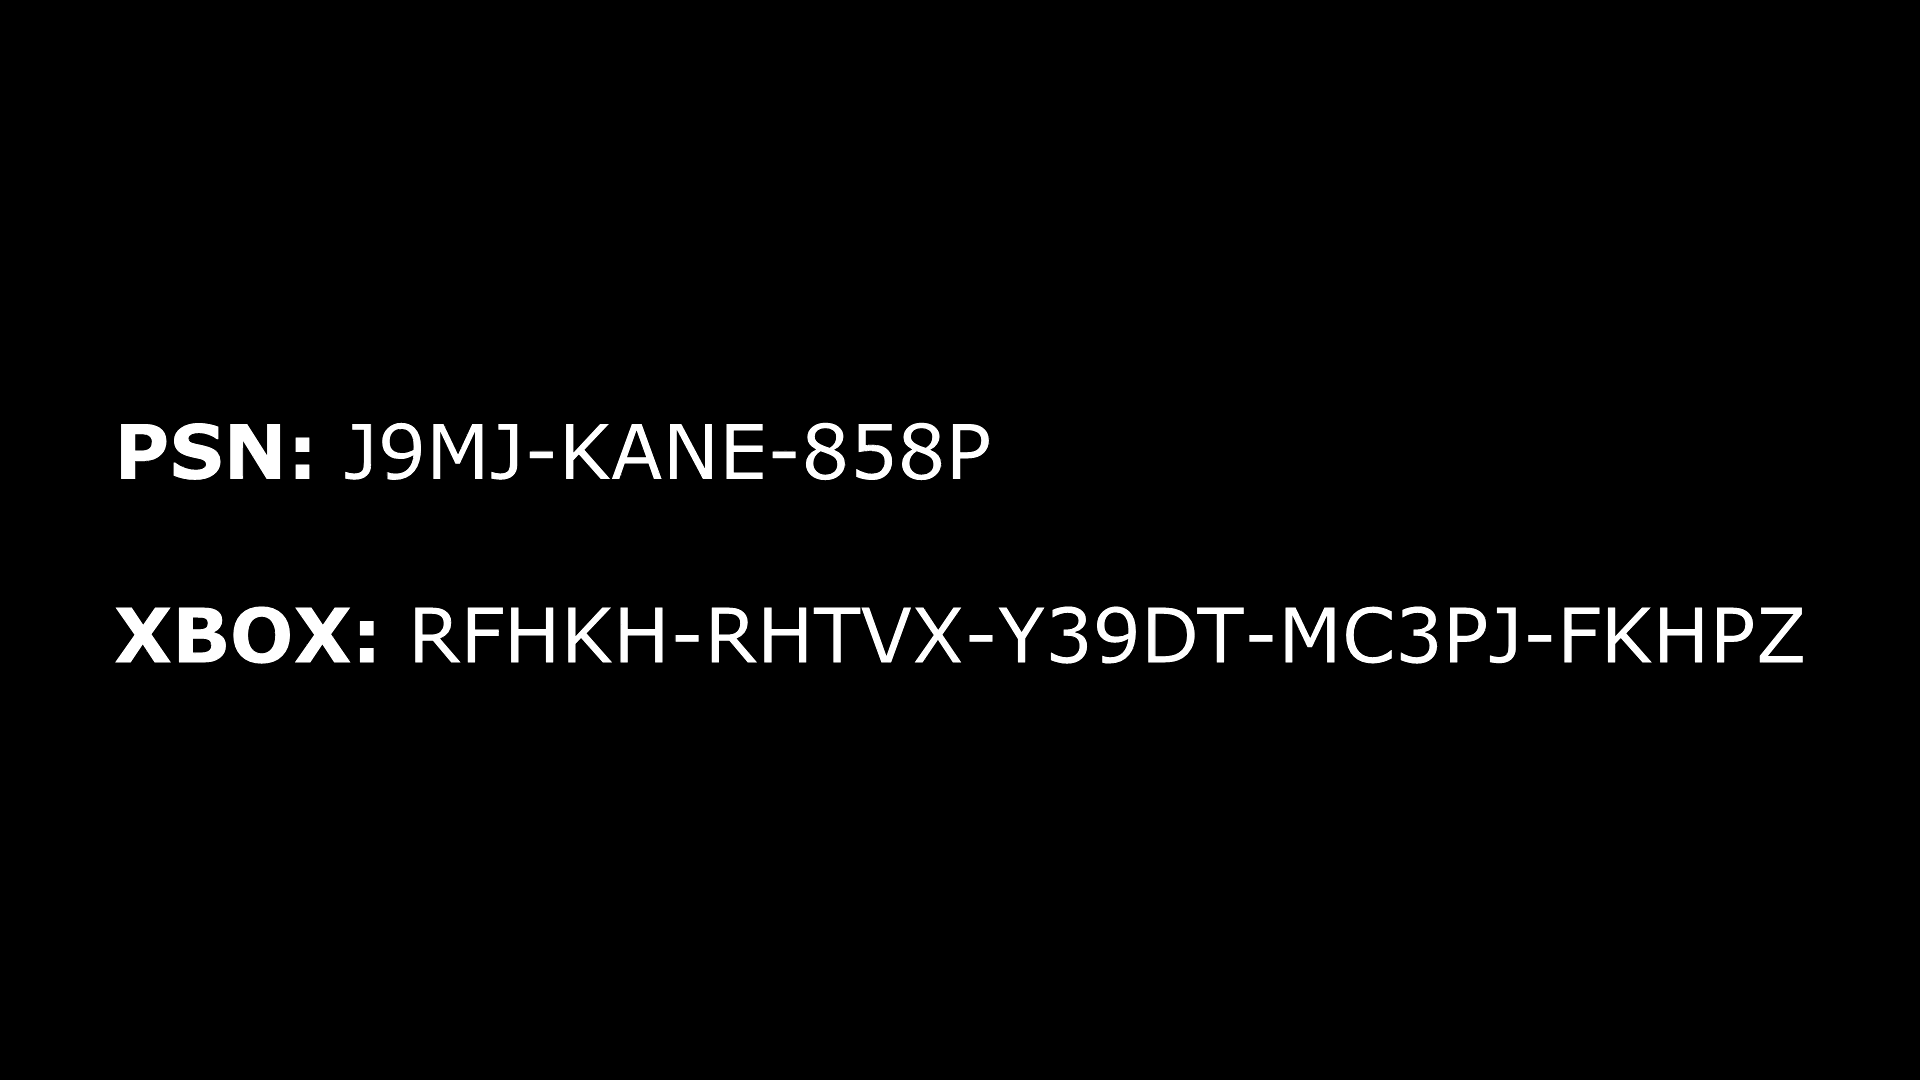 PSN: J9MJ-KANE-858P
XBOX: RFHKH-RHTVX-Y39DT-MC3PJ-FKHPZ